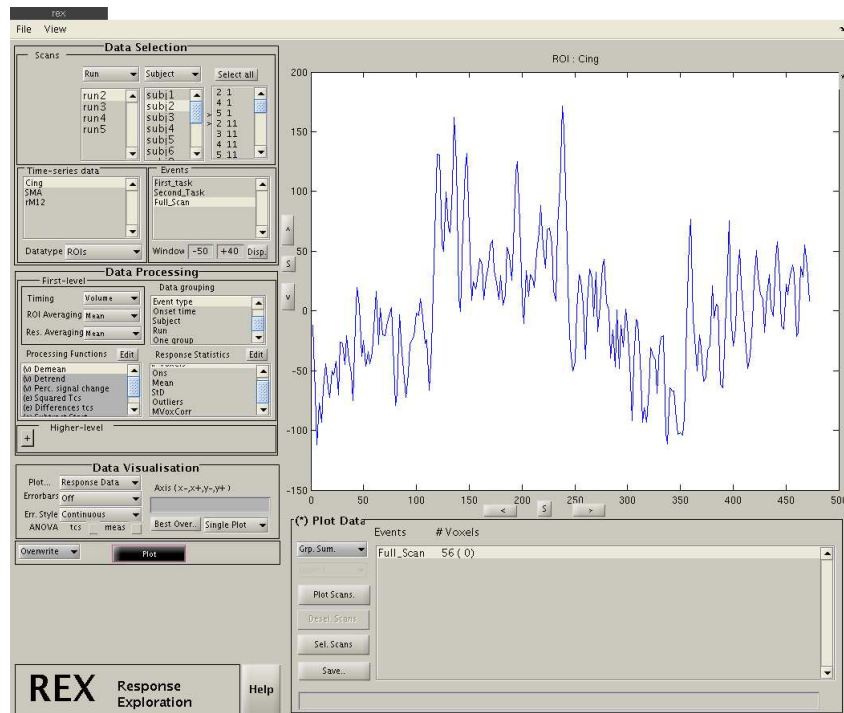 rex
File View
Data Selection
Scans
Run Subject Select all
run2
run3
run4
run5
subj1
subj2
subj3
subj4
subj5
subj6
2 1
4 1
> 5 1
> 2 11
3 11
4 11
5 11
Time-series data
Cing
SMA
rM12
Datatype ROIs
Events
First_task
Second_Task
Full_Scan
Window -50 +40 Disp.
Data Processing
First-level
Timing Volume
ROI Averaging Mean
Res. Averaging Mean
Data grouping
Event type
Onset time
Subject
Run
One group
Processing Functions Edit
(v) Demean
(v) Detrend
(v) Perc. signal change
(e) Squared Tcs
(e) Differences tcs
Response Statistics Edit
Ons
Mean
StD
Outliers
MVoxCorr
Higher-level
+
Data Visualisation
Plot... Response Data
Errorbars Off
Err. Style Continuous
ANOVA tcs meas
Axis (x-,x+,y-,y+)
Best Over.. Single Plot
Overwrite Plot
REX Response
Exploration
Help
ROI : Cing
200
150
100
50
0
-50
-100
-150
0 50 100 150 200 250 300 350 400 450 500
^
S
v
< S >
(*) Plot Data
Events # Voxels
Grp. Sum.
Full_Scan 56 ( 0)
Plot Scans.
Desel. Scans
Sel. Scans
Save..